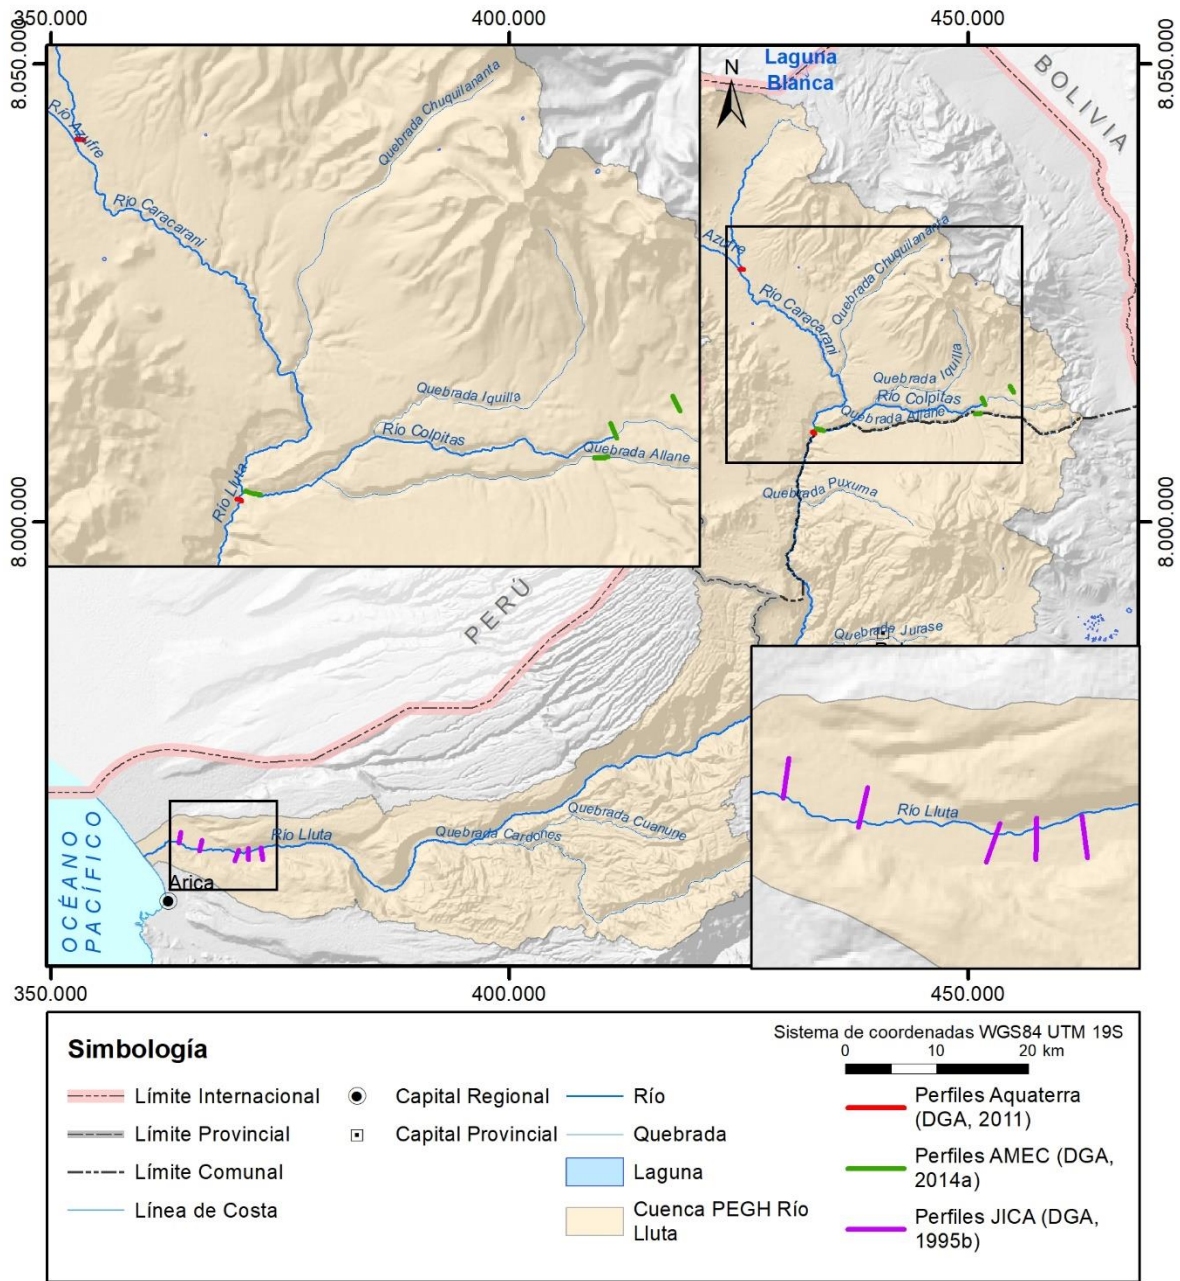 350.000
400.000
450.000
8.050.000
8.050.000
8.000.000
8.000.000
Río Azufre
Río Caracarani
Quebrada Chuquilananta
Quebrada Iquilla
Río Colpitas
Quebrada Allane
Río Lluta
Laguna
Blanca
N
BOLIVIA
Azufre
Río Caracarani
Quebrada Chuquilananta
Quebrada Iquilla
Quebrada
Río Colpitas
Quebrada Allane
Quebrada Puxuma
Quebrada Jurase
PERÚ
OCÉANO
PACÍFICO
Río Lluta
Quebrada Cardones
Quebrada Cuanune
Arica
Río Lluta
350.000
400.000
450.000
Simbología
Límite Internacional
Límite Provincial
Límite Comunal
Línea de Costa
Capital Regional
Capital Provincial
Río
Quebrada
Laguna
Cuenca PEGH Río
Lluta
Sistema de coordenadas WGS84 UTM 19S
0 10 20 km
Perfiles Aquaterra
(DGA, 2011)
Perfiles AMEC (DGA,
2014a)
Perfiles JICA (DGA,
1995b)